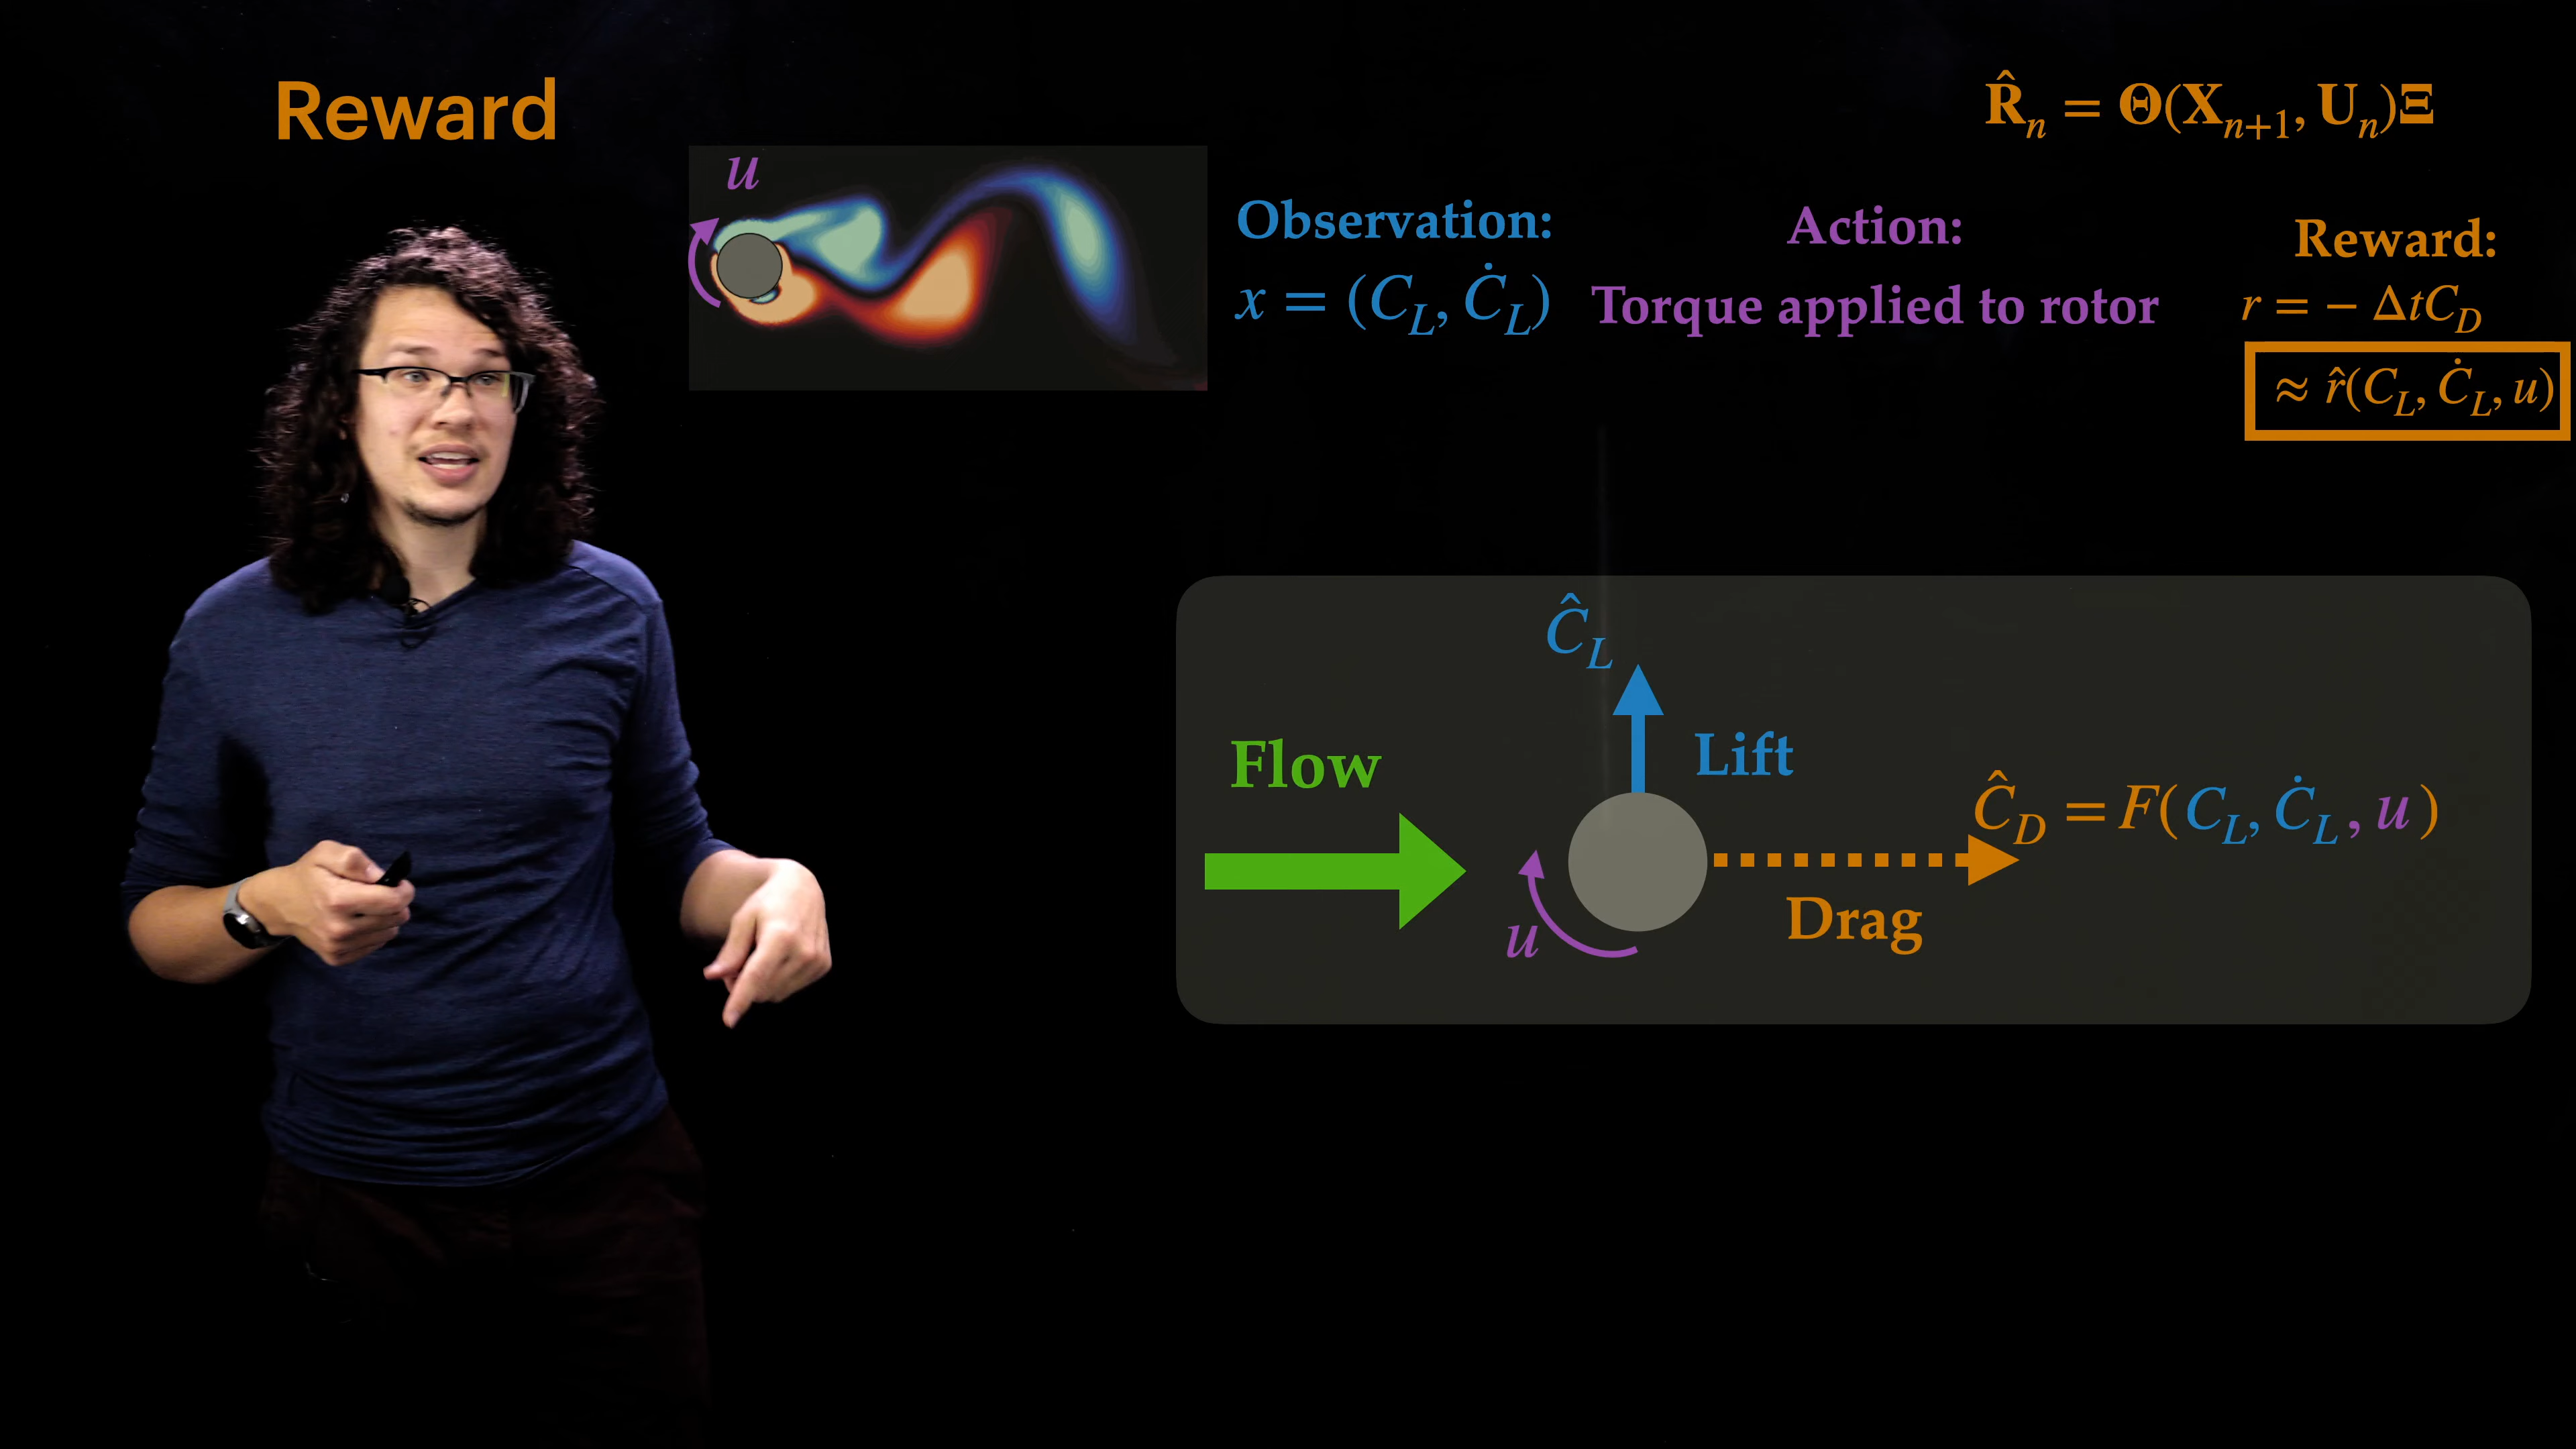 Reward
R̂ₙ = Θ(Xₙ₊₁, Uₙ)Ξ
u
Observation:
x = (C_L, Ċ_L)
Action:
Torque applied to rotor
Reward:
r = − ΔtC_D
≈ r̂(C_L, Ċ_L, u)
Ĉ_L
Lift
Flow
Ĉ_D = F(C_L, Ċ_L, u)
Drag
u